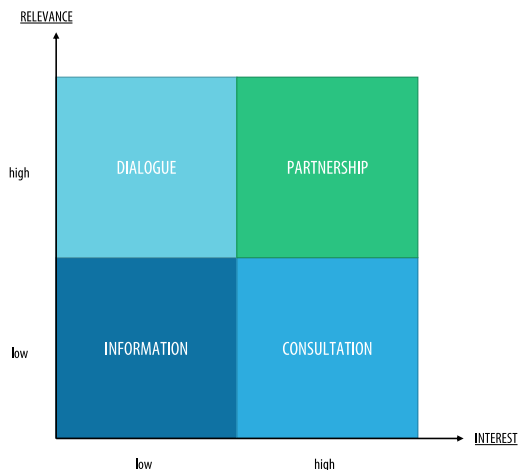 RELEVANCE
high
DIALOGUE
PARTNERSHIP
low
INFORMATION
CONSULTATION
INTEREST
low
high